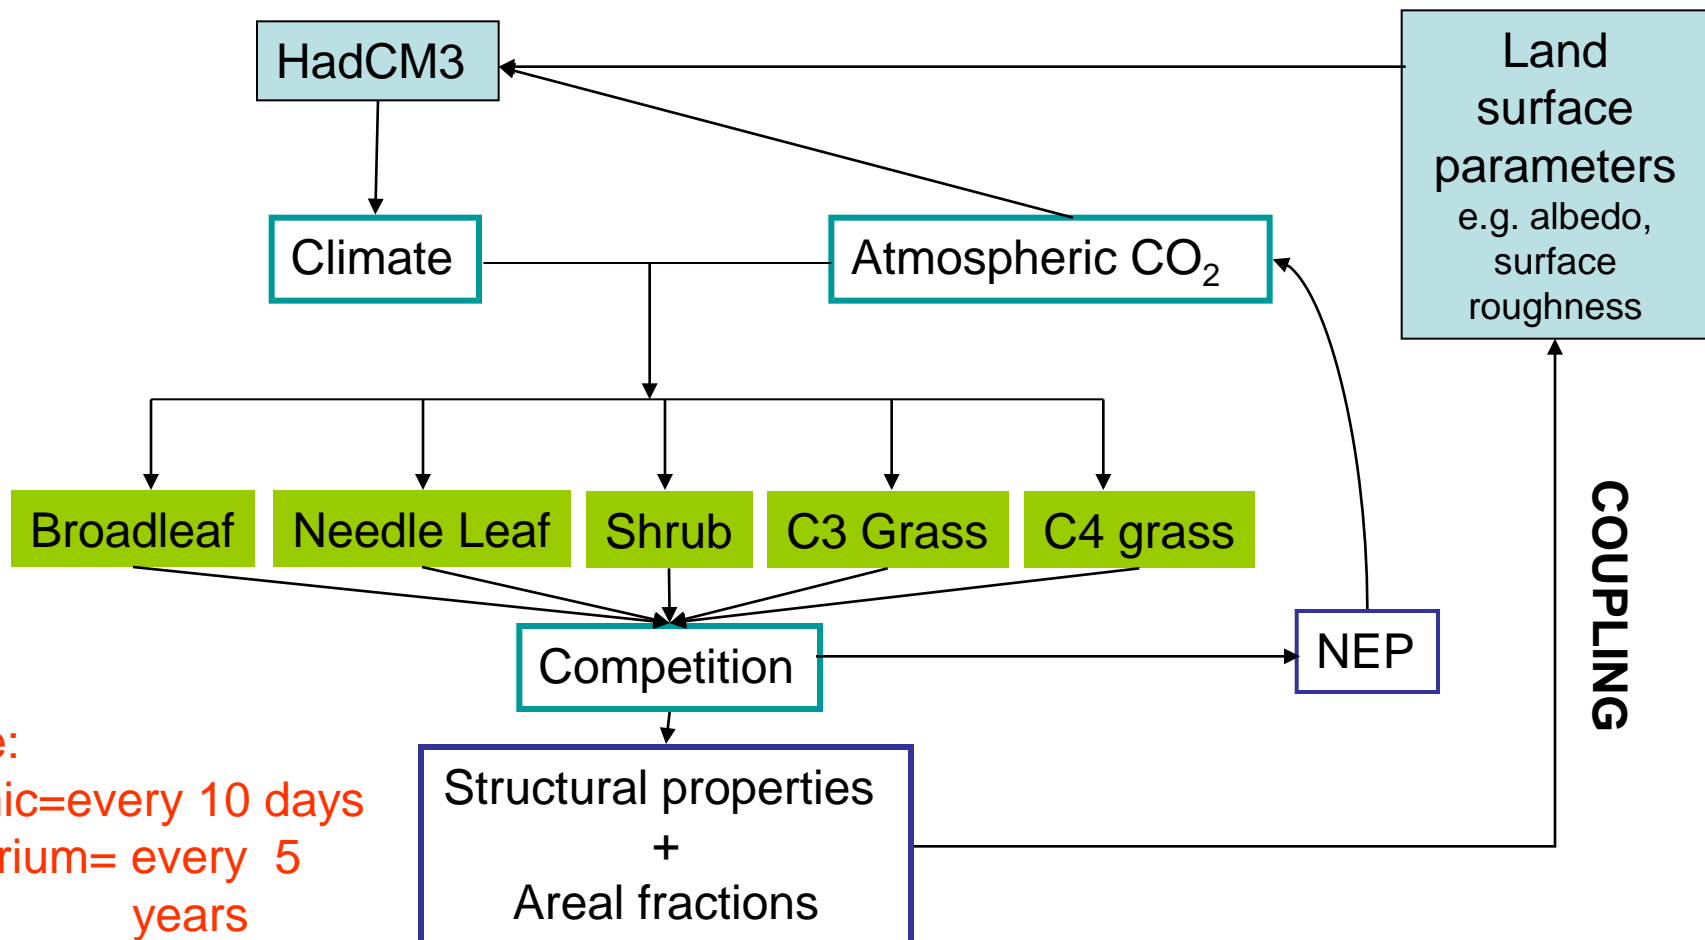 HadCM3
Land
surface
parameters
e.g. albedo,
surface
roughness
Climate
Atmospheric CO₂
Broadleaf
Needle Leaf
Shrub
C3 Grass
C4 grass
COUPLING
Competition
NEP
e:
ic=every 10 days
rium= every 5
years
Structural properties
+
Areal fractions